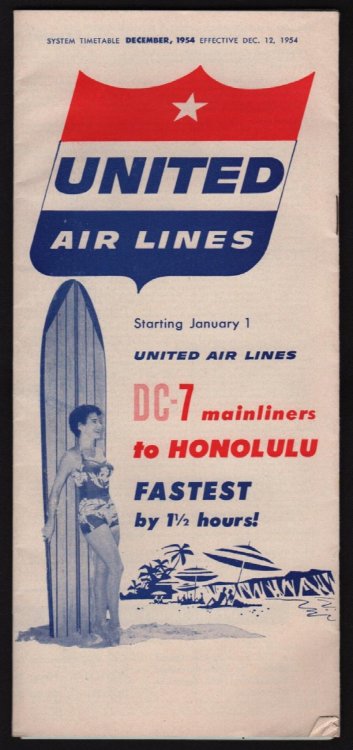 SYSTEM TIMETABLE DECEMBER, 1954 EFFECTIVE DEC. 12, 1954
UNITED
AIR LINES
Starting January 1
UNITED AIR LINES
DC-7 mainliners
to HONOLULU
FASTEST
by 1½ hours!